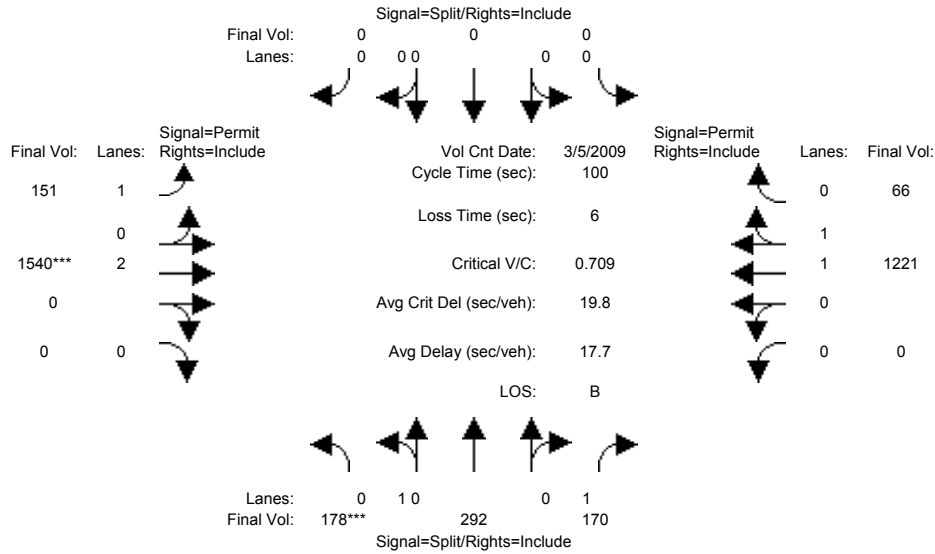 Signal=Split/Rights=Include
Final Vol: 0 0 0
Lanes: 0 0 0 0 0
Signal=Permit
Final Vol: Lanes: Rights=Include
Vol Cnt Date: 3/5/2009
Signal=Permit
Rights=Include Lanes: Final Vol:
Cycle Time (sec): 100
151 1
0 66
Loss Time (sec): 6
0
1
1540*** 2
Critical V/C: 0.709
1 1221
0
Avg Crit Del (sec/veh): 19.8
0
0 0
Avg Delay (sec/veh): 17.7
0 0
LOS: B
Lanes: 0 1 0 0 1
Final Vol: 178*** 292 170
Signal=Split/Rights=Include